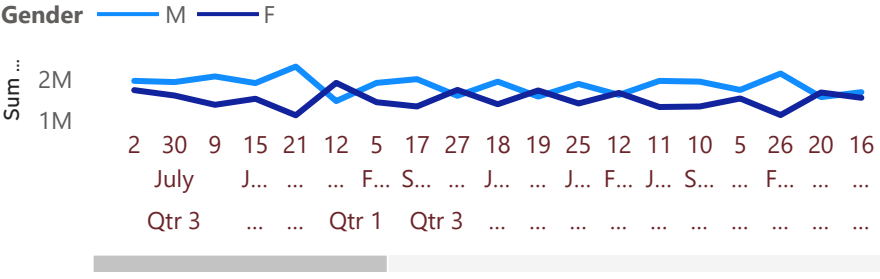 Gender M F
Sum ...
2M
1M
2 30 9 15 21 12 5 17 27 18 19 25 12 11 10 5 26 20 16
July J... ... ... F... S... ... J... ... J... F... J... S... ... F... ... ...
Qtr 3 ... ... Qtr 1 Qtr 3 ... ... ... ... ... ... ... ... ... ...